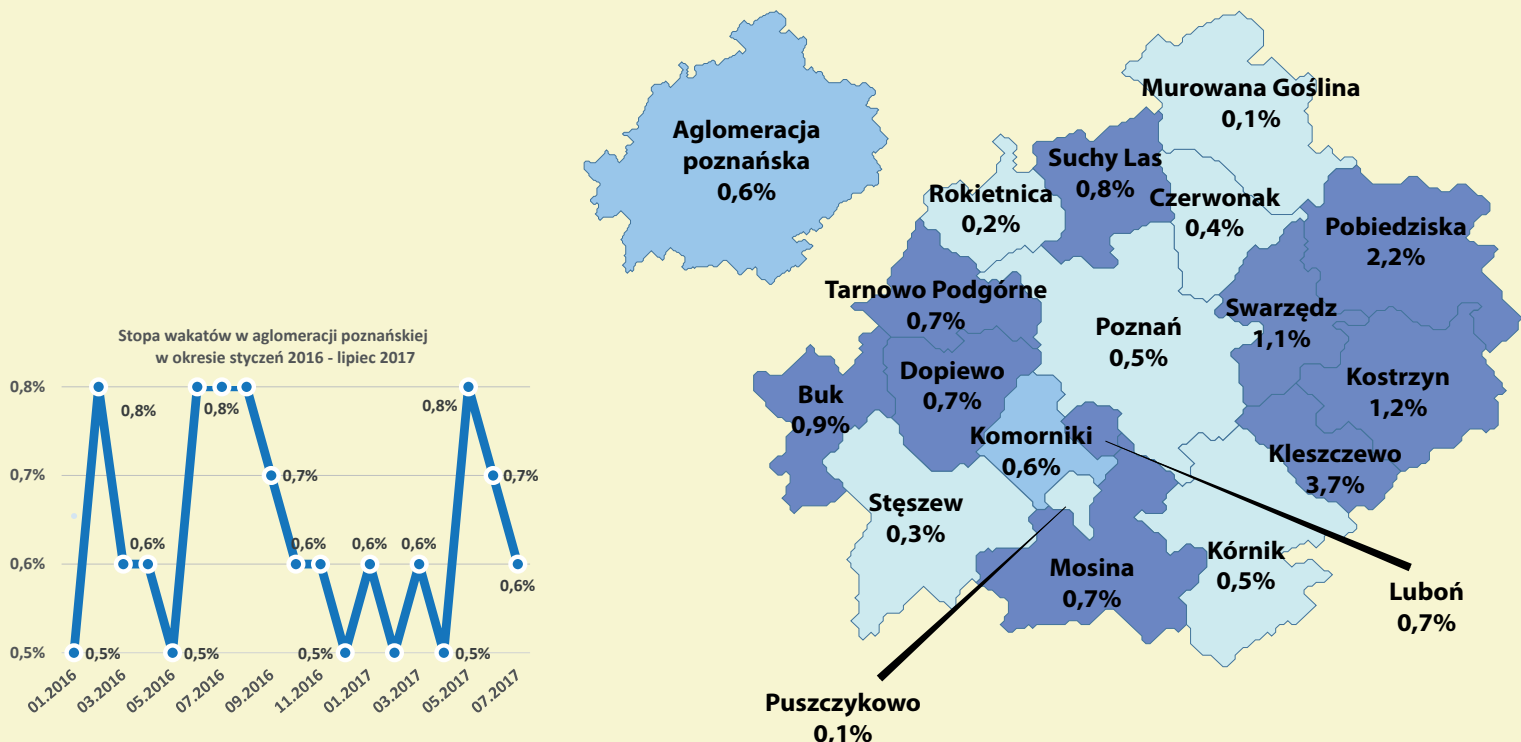 Aglomeracja
poznańska
0,6%
Murowana Goślina
0,1%
Suchy Las
0,8%
Rokietnica
0,2%
Czerwonak
0,4%
Pobiedziska
2,2%
Tarnowo Podgórne
0,7%
Swarzędz
1,1%
Poznań
0,5%
Dopiewo
0,7%
Kostrzyn
1,2%
Buk
0,9%
Komorniki
0,6%
Kleszczewo
3,7%
Stęszew
0,3%
Mosina
0,7%
Kórnik
0,5%
Luboń
0,7%
Puszczykowo
0,1%
Stopa wakatów w aglomeracji poznańskiej
w okresie styczeń 2016 - lipiec 2017
0,8%
0,7%
0,6%
0,5%
0,5%
0,8%
0,6%
0,5%
0,8%
0,7%
0,6%
0,5%
0,6%
0,6%
0,5%
0,8%
0,7%
0,6%
01.2016
03.2016
05.2016
07.2016
09.2016
11.2016
01.2017
03.2017
05.2017
07.2017